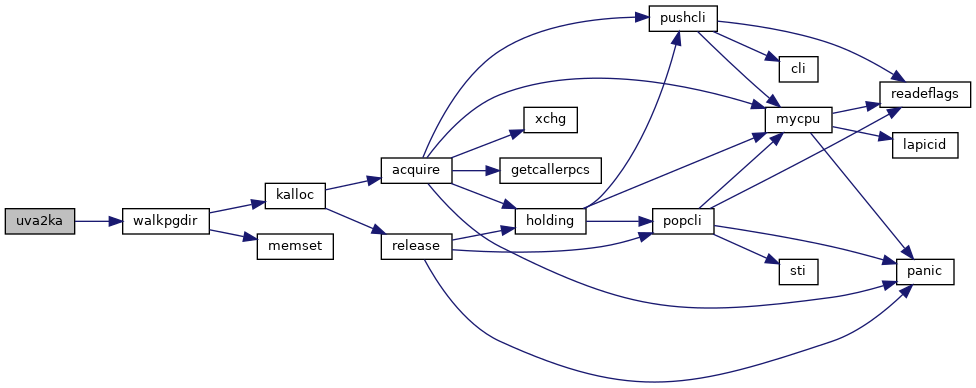 uva2ka
walkpgdir
kalloc
memset
acquire
release
xchg
getcallerpcs
holding
pushcli
popcli
cli
mycpu
sti
readeflags
lapicid
panic